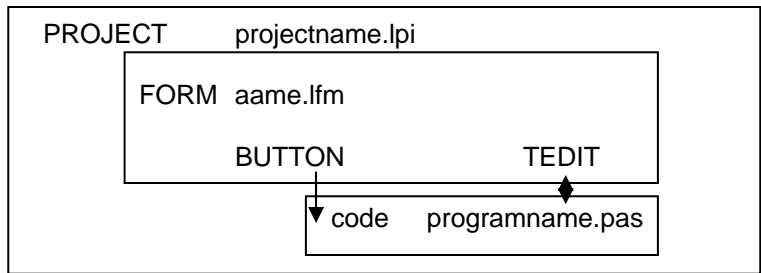 PROJECT projectname.lpi
FORM aame.lfm
BUTTON TEDIT
code programname.pas